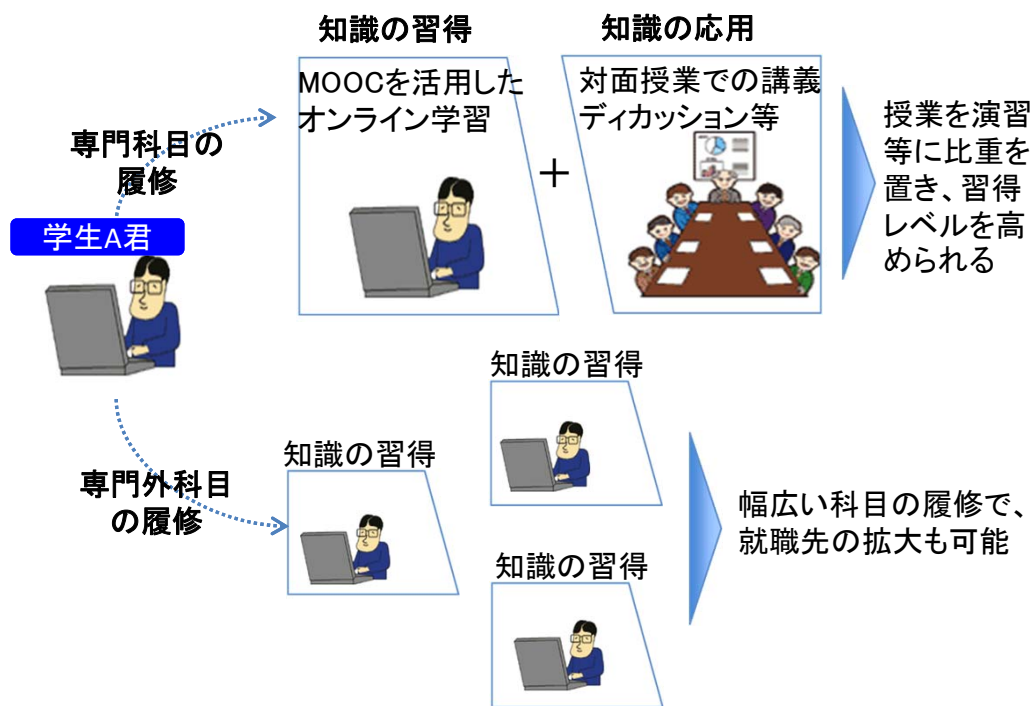 知識の習得
知識の応用
MOOCを活用した
オンライン学習
+
対面授業での講義
ディカッション等
授業を演習
等に比重を
置き、習得
レベルを高
められる
専門科目の
履修
学生A君
専門外科目
の履修
知識の習得
知識の習得
知識の習得
幅広い科目の履修で、
就職先の拡大も可能